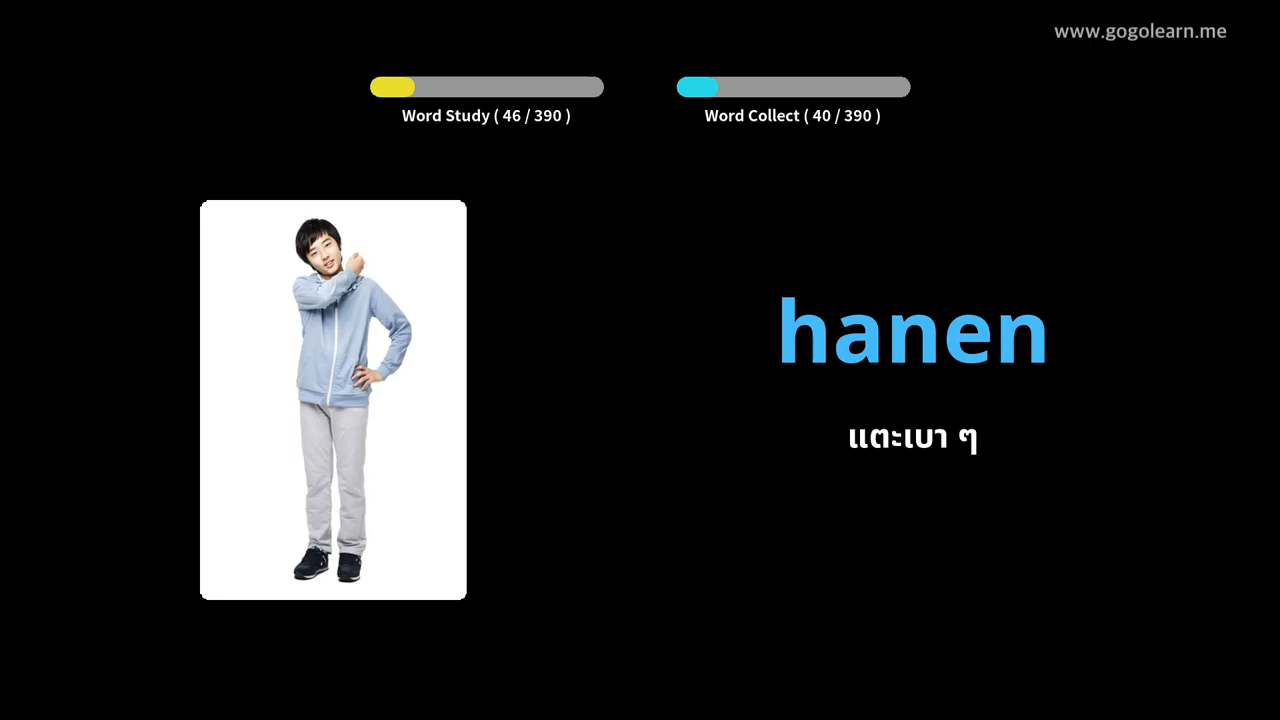 www.gogolearn.me
Word Study ( 46 / 390 )
Word Collect ( 40 / 390 )
hanen
แตะเบา ๆ